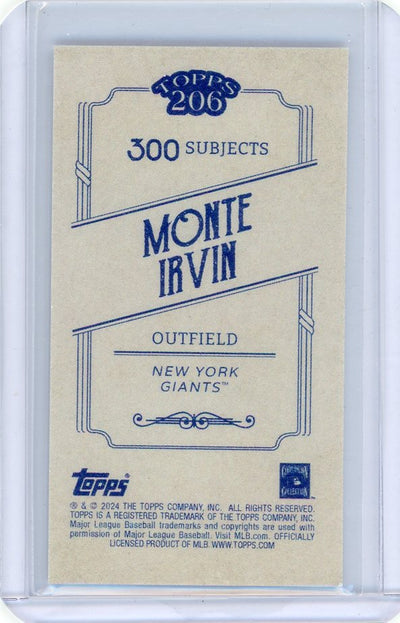 TOPPS
206
300 SUBJECTS
MONTE
IRVIN
OUTFIELD
NEW YORK
GIANTS™
topps®
COOPERSTOWN
COLLECTION™
® & © 2024 THE TOPPS COMPANY, INC. ALL RIGHTS RESERVED.
TOPPS IS A REGISTERED TRADEMARK OF THE TOPPS COMPANY, INC.
Major League Baseball trademarks and copyrights are used with
permission of Major League Baseball. Visit MLB.com. OFFICIALLY
LICENSED PRODUCT OF MLB. WWW.TOPPS.COM